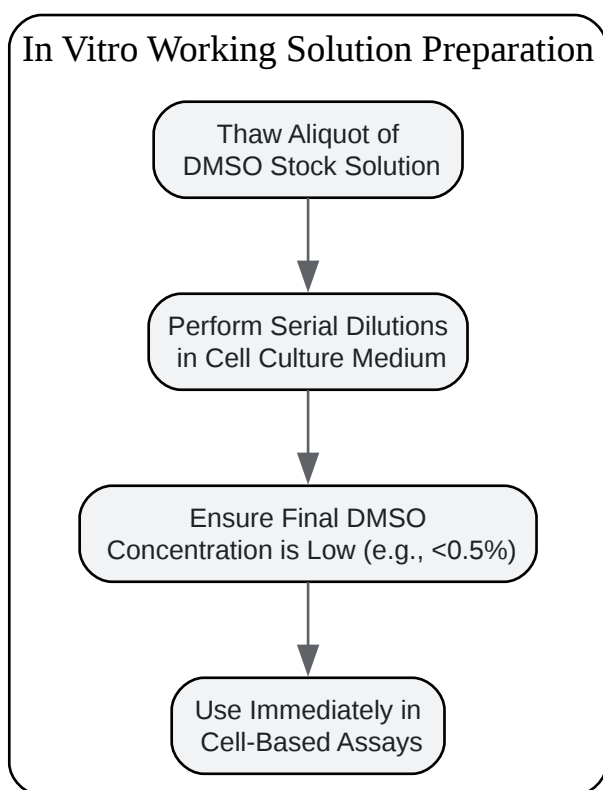 In Vitro Working Solution Preparation
Thaw Aliquot of
DMSO Stock Solution
Perform Serial Dilutions
in Cell Culture Medium
Ensure Final DMSO
Concentration is Low (e.g., <0.5%)
Use Immediately in
Cell-Based Assays